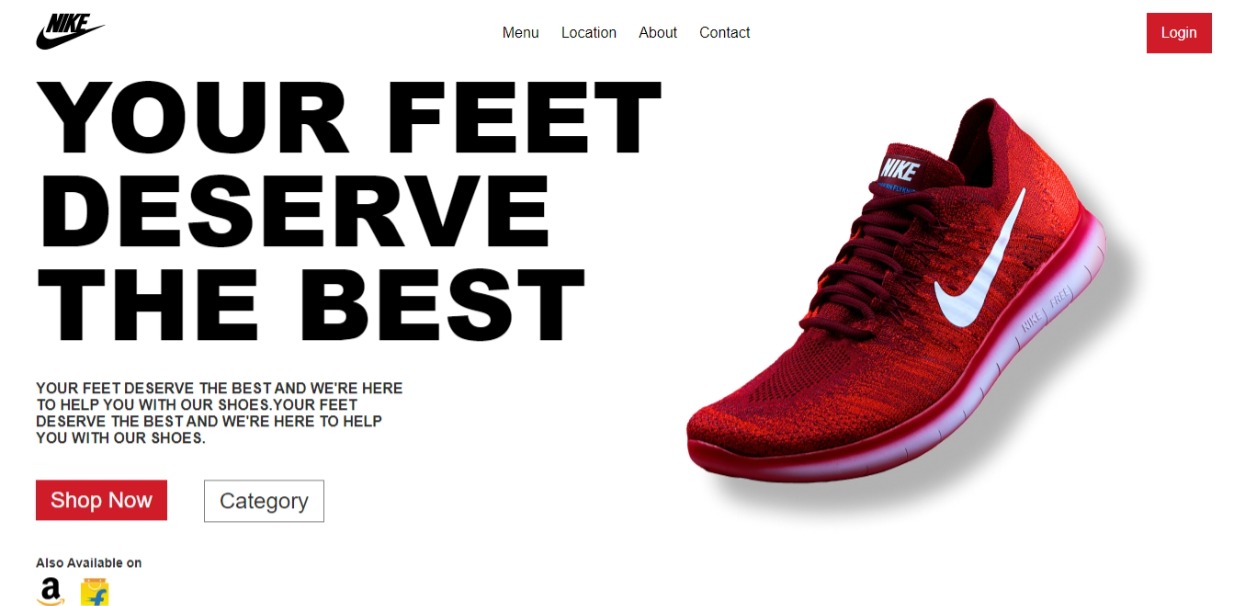 NIKE
Menu Location About Contact
Login
YOUR FEET
DESERVE
THE BEST
NIKE
NIKE FREE
YOUR FEET DESERVE THE BEST AND WE'RE HERE
TO HELP YOU WITH OUR SHOES.YOUR FEET
DESERVE THE BEST AND WE'RE HERE TO HELP
YOU WITH OUR SHOES.
Shop Now Category
Also Available on
a f